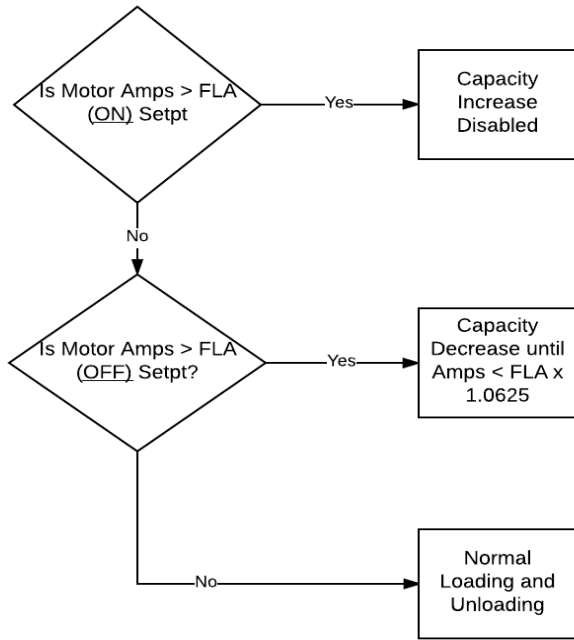 Is Motor Amps > FLA
(ON) Setpt
Yes
Capacity
Increase
Disabled
No
Is Motor Amps > FLA
(OFF) Setpt?
Yes
Capacity
Decrease until
Amps < FLA x
1.0625
No
Normal
Loading and
Unloading